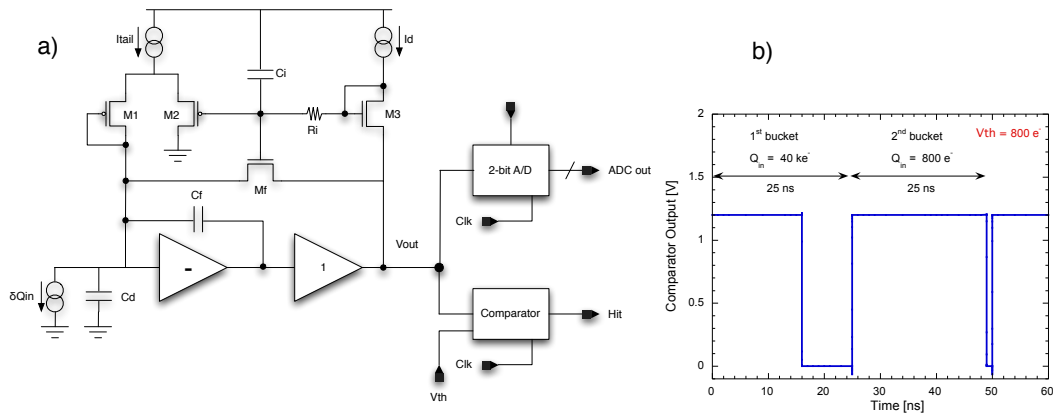 a)
Itail
Id
Ci
M1
M2
Ri
M3
Mf
Cf
-
1
Vout
δQin
Cd
2-bit A/D
ADC out
Clk
Comparator
Hit
Clk
Vth
b)
Comparator Output [V]
2
1.5
1
0.5
0
1st bucket
2nd bucket
Vth = 800 e-
Qin = 40 ke-
Qin = 800 e-
25 ns
25 ns
0 10 20 30 40 50 60
Time [ns]